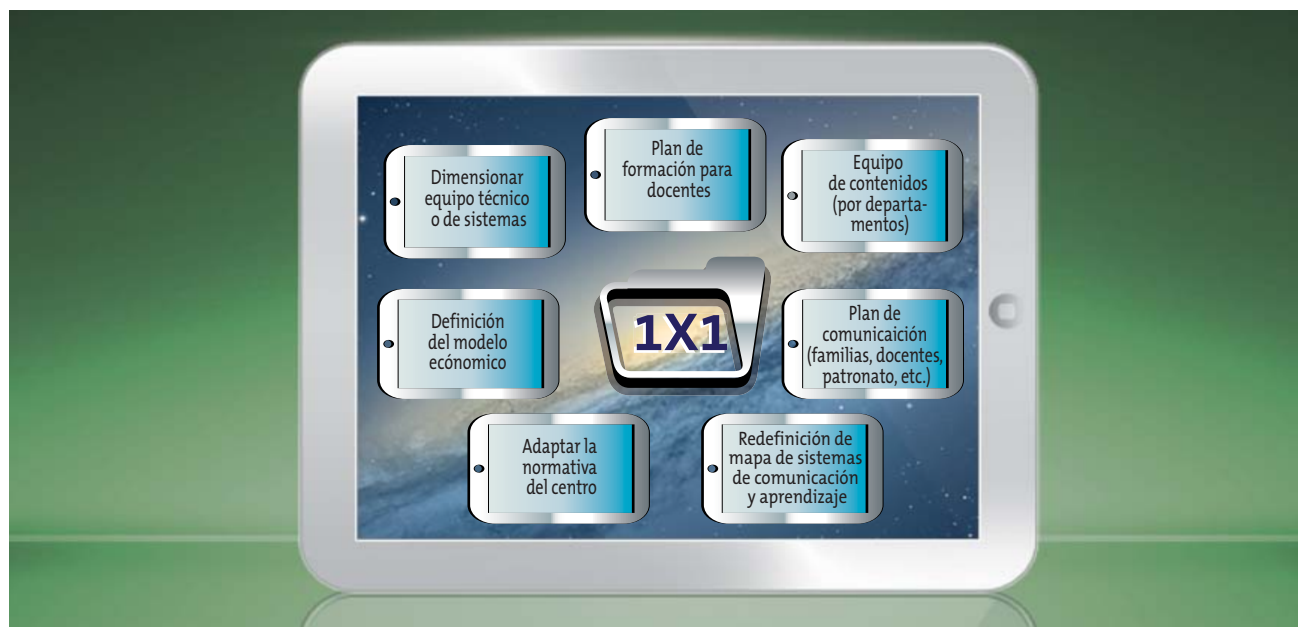 Dimensionar
equipo técnico
o de sistemas
Plan de
formación para
docentes
Equipo
de contenidos
(por departa-
mentos)
Definición
del modelo
ecónomico
1X1
Plan de
comunicaición
(familias, docentes,
patronato, etc.)
Adaptar la
normativa
del centro
Redefinición de
mapa de sistemas
de comunicación
y aprendizaje